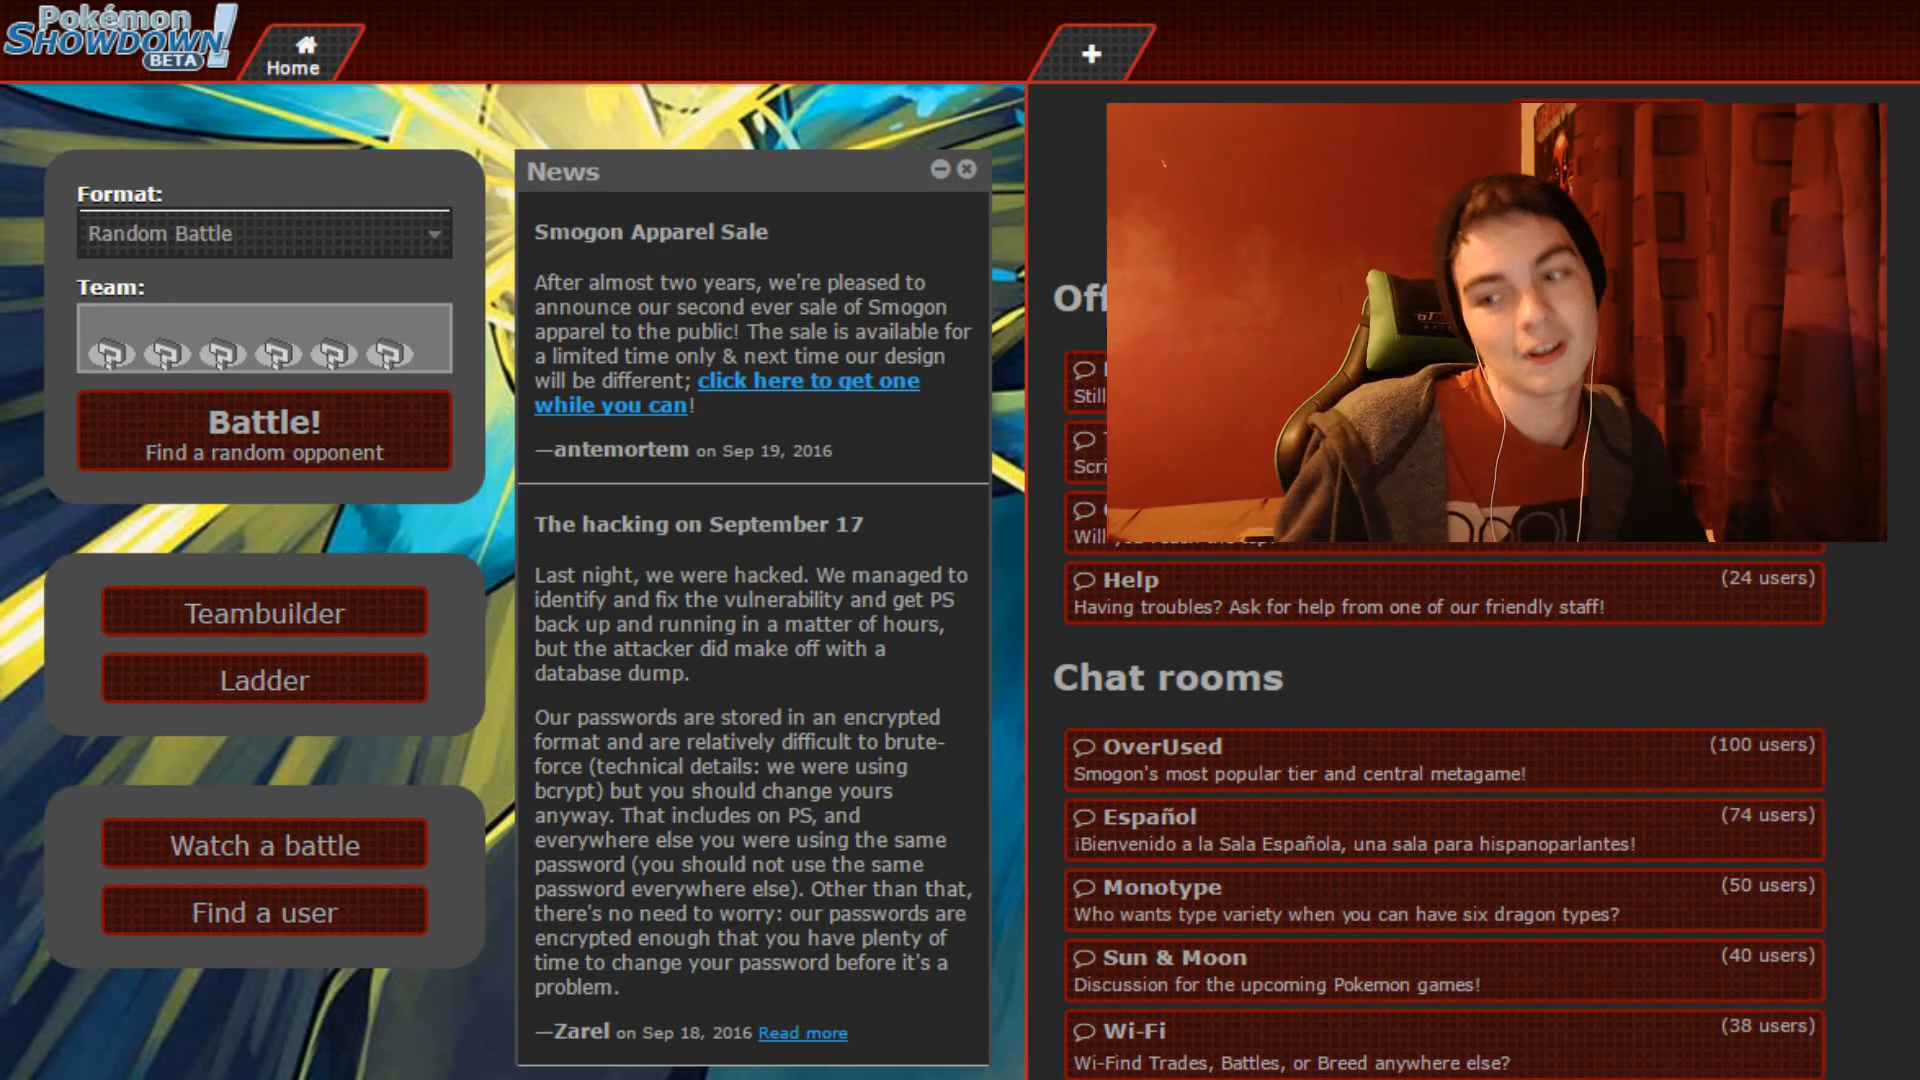 Pokémon
SHOWDOWN!
BETA
Home
Format:
Random Battle
Team:
Battle!
Find a random opponent
Teambuilder
Ladder
Watch a battle
Find a user
News
Smogon Apparel Sale
After almost two years, we're pleased to
announce our second ever sale of Smogon
apparel to the public! The sale is available for
a limited time only & next time our design
will be different; click here to get one
while you can!
—antemortem on Sep 19, 2016
The hacking on September 17
Last night, we were hacked. We managed to
identify and fix the vulnerability and get PS
back up and running in a matter of hours,
but the attacker did make off with a
database dump.
Our passwords are stored in an encrypted
format and are relatively difficult to brute-
force (technical details: we were using
bcrypt) but you should change yours
anyway. That includes on PS, and
everywhere else you were using the same
password (you should not use the same
password everywhere else). Other than that,
there's no need to worry: our passwords are
encrypted enough that you have plenty of
time to change your password before it's a
problem.
—Zarel on Sep 18, 2016 Read more
Off
Still
Scri
Will
Help (24 users)
Having troubles? Ask for help from one of our friendly staff!
Chat rooms
OverUsed (100 users)
Smogon's most popular tier and central metagame!
Español (74 users)
¡Bienvenido a la Sala Española, una sala para hispanoparlantes!
Monotype (50 users)
Who wants type variety when you can have six dragon types?
Sun & Moon (40 users)
Discussion for the upcoming Pokemon games!
Wi-Fi (38 users)
Wi-Find Trades, Battles, or Breed anywhere else?